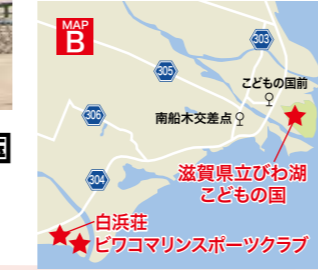 MAP
B
303
305
こどもの国前
306
南船木交差点
滋賀県立びわ湖
こどもの国
304
白浜荘
ビワコマリンスポーツクラブ